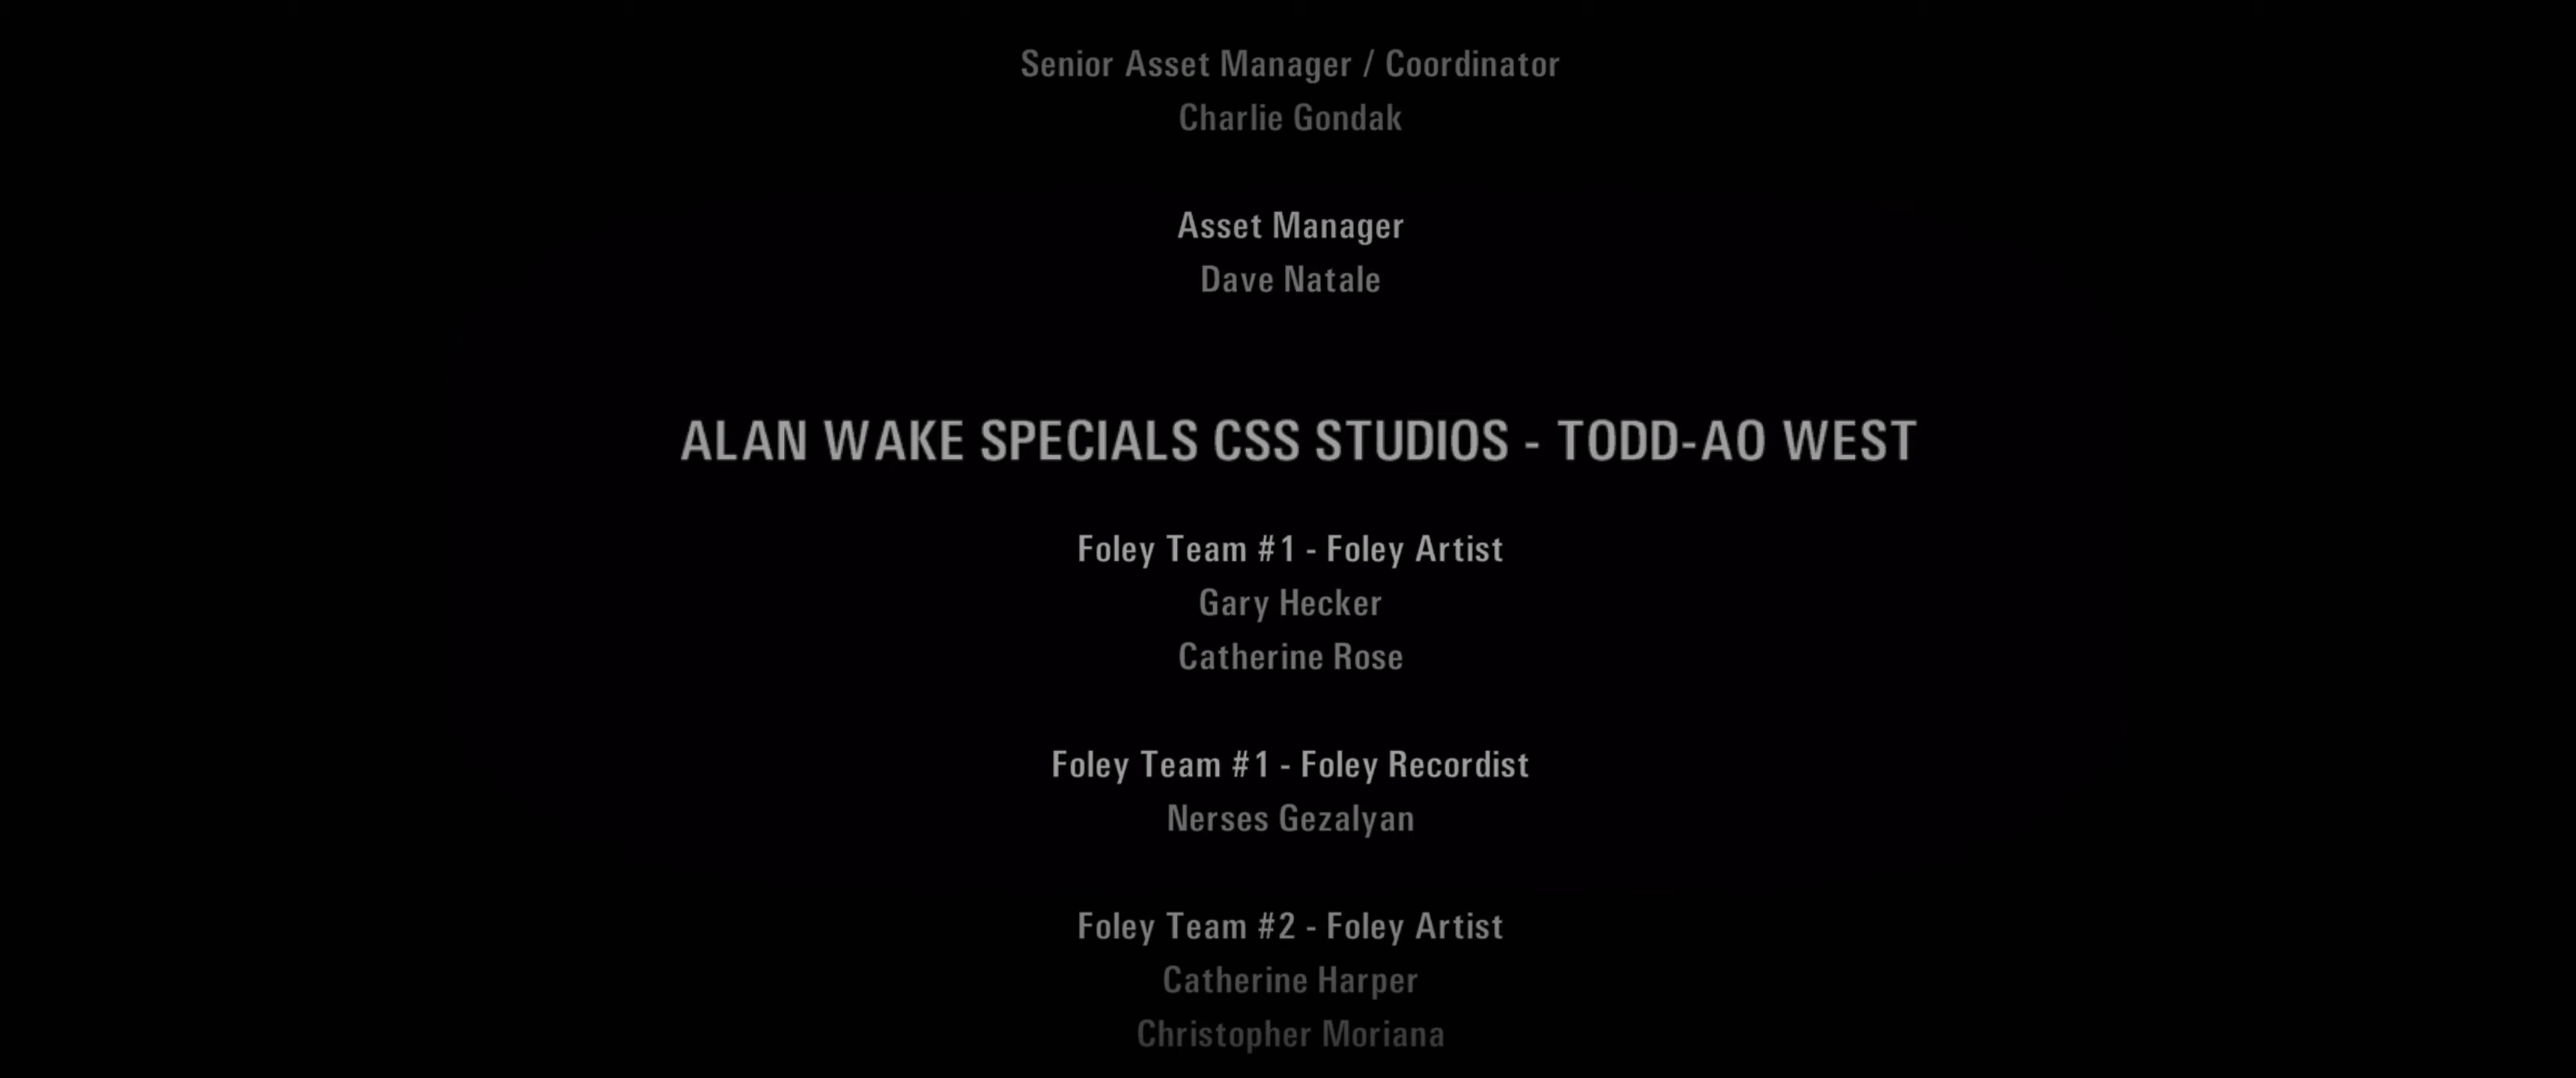 Senior Asset Manager / Coordinator
Charlie Gondak
Asset Manager
Dave Natale
ALAN WAKE SPECIALS CSS STUDIOS - TODD-AO WEST
Foley Team #1 - Foley Artist
Gary Hecker
Catherine Rose
Foley Team #1 - Foley Recordist
Nerses Gezalyan
Foley Team #2 - Foley Artist
Catherine Harper
Christopher Moriana